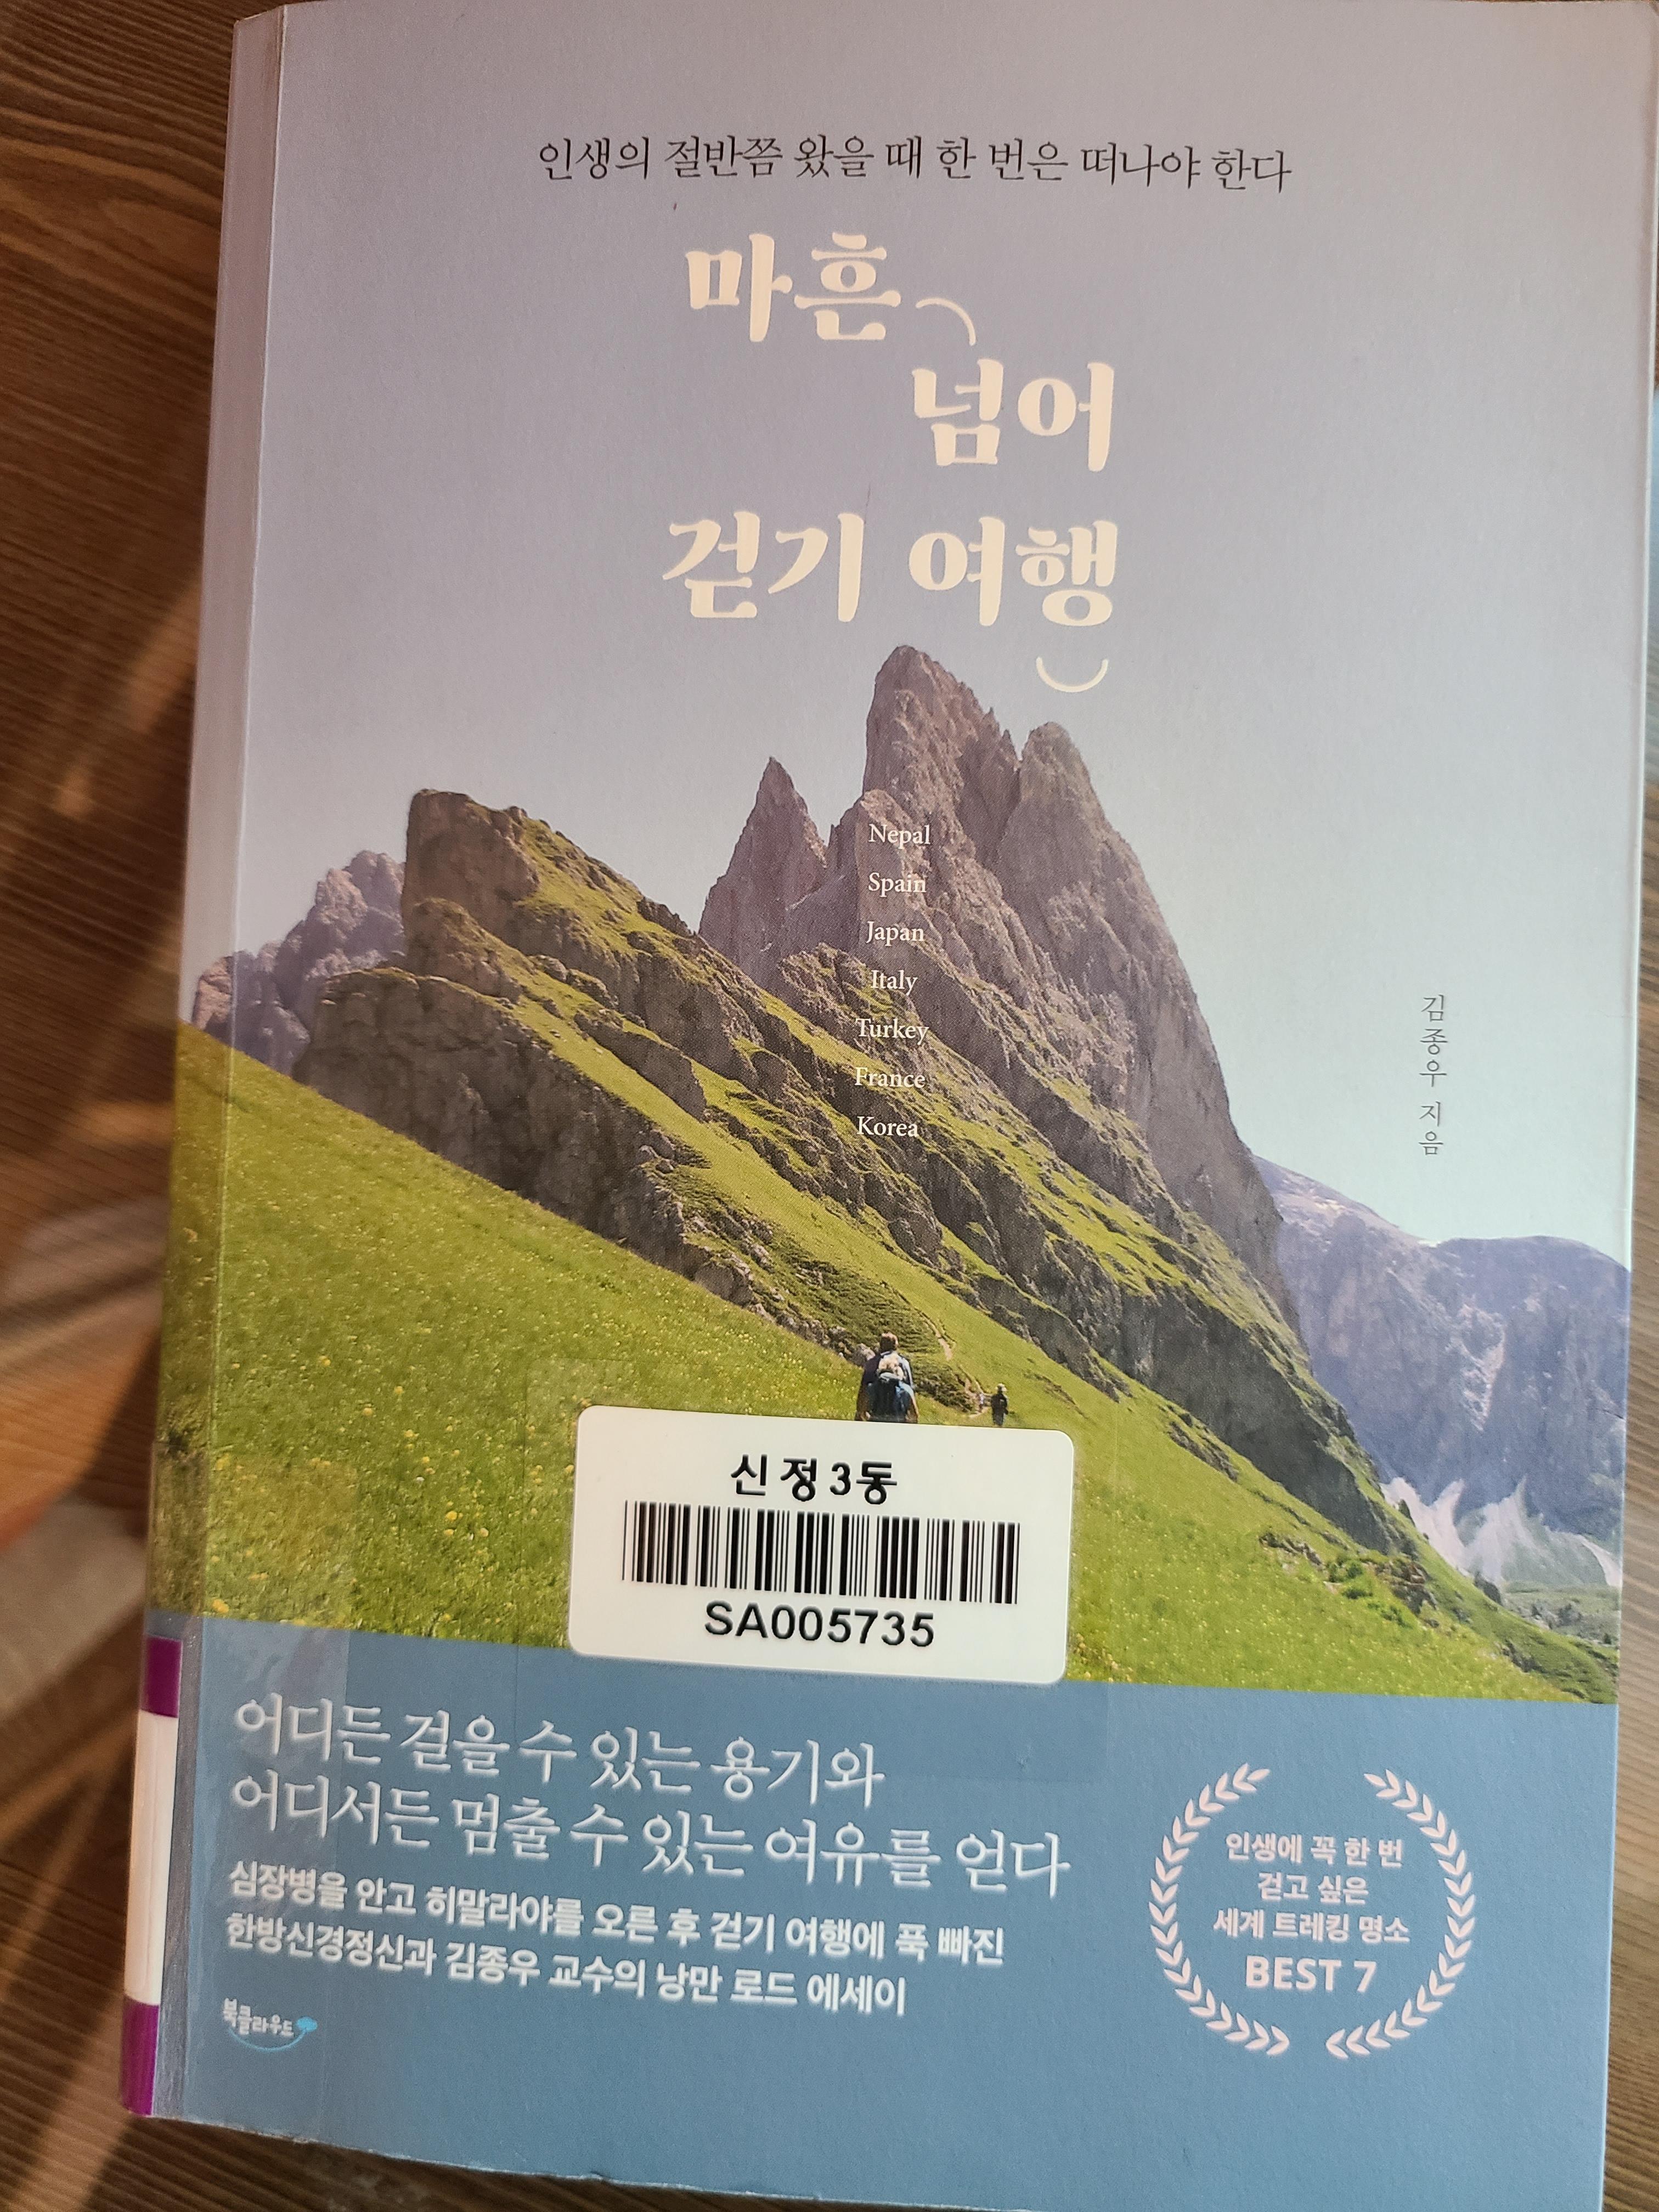 인생의 절반쯤 왔을 때 한 번은 떠나야 한다
마흔
넘어
걷기 여행
Nepal
Spain
Japan
Italy
Turkey
France
Korea
김종우 지음
신정3동
SA005735
어디든 걸을 수 있는 용기와
어디서든 멈출 수 있는 여유를 얻다
심장병을 안고 히말라야를 오른 후 걷기 여행에 푹 빠진
한방신경정신과 김종우 교수의 낭만 로드 에세이
북클라우드
인생에 꼭 한 번
걷고 싶은
세계 트레킹 명소
BEST 7